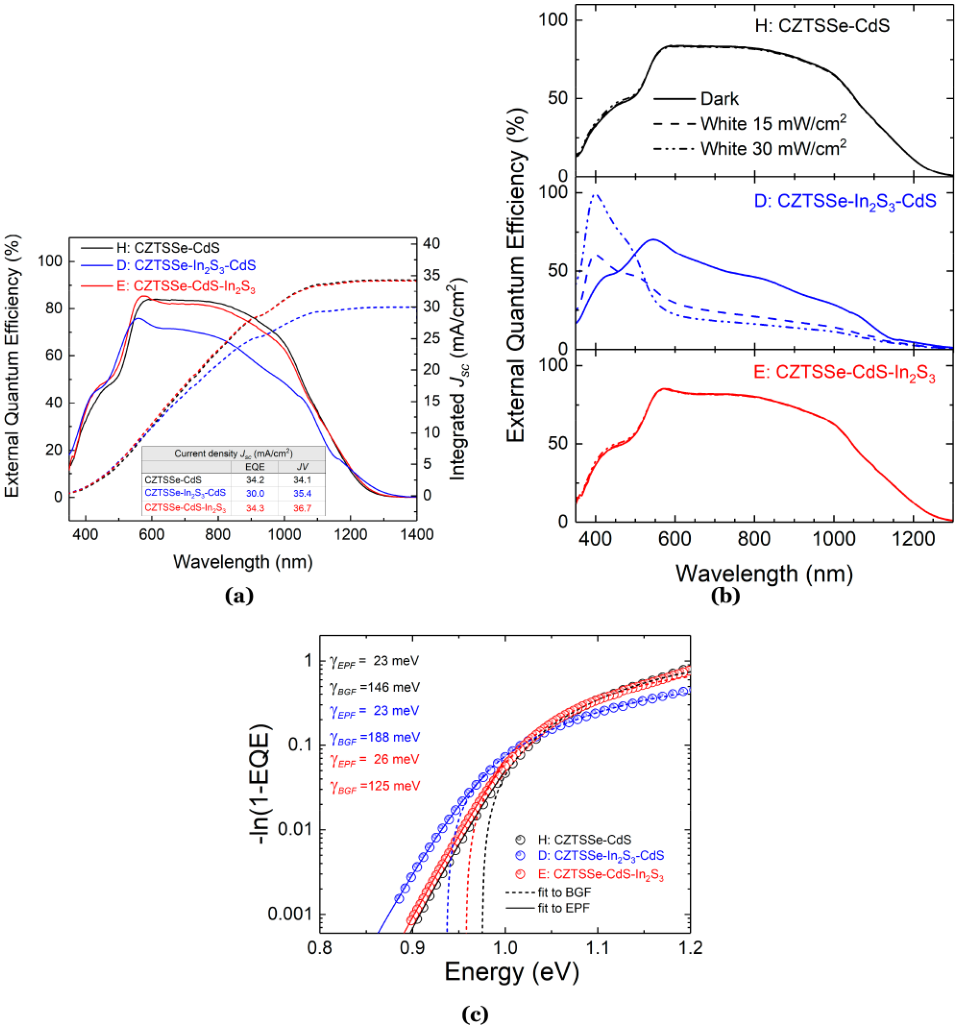 (a)
External Quantum Efficiency (%)
100
80
60
40
20
0
H: CZTSSe-CdS
D: CZTSSe-In₂S₃-CdS
E: CZTSSe-CdS-In₂S₃
40
35
30
25
20
15
10
5
0
Integrated Jsc (mA/cm²)
Current density Jsc (mA/cm²)
EQE JV
CZTSSe-CdS 34.2 34.1
CZTSSe-In₂S₃-CdS 30.0 35.4
CZTSSe-CdS-In₂S₃ 34.3 36.7
400 600 800 1000 1200 1400
Wavelength (nm)
(a)
b)
External Quantum Efficiency (%)
100
50
0
H: CZTSSe-CdS
Dark
White 15 mW/cm²
White 30 mW/cm²
100
50
0
D: CZTSSe-In₂S₃-CdS
100
50
0
E: CZTSSe-CdS-In₂S₃
400 600 800 1000 1200
Wavelength (nm)
(b)
-ln(1-EQE)
1
0.1
0.01
0.001
γEPF = 23 meV
γBGF =146 meV
γEPF = 23 meV
γBGF =188 meV
γEPF = 26 meV
γBGF =125 meV
H: CZTSSe-CdS
D: CZTSSe-In₂S₃-CdS
E: CZTSSe-CdS-In₂S₃
fit to BGF
fit to EPF
0.8 0.9 1.0 1.1 1.2
Energy (eV)
(c)